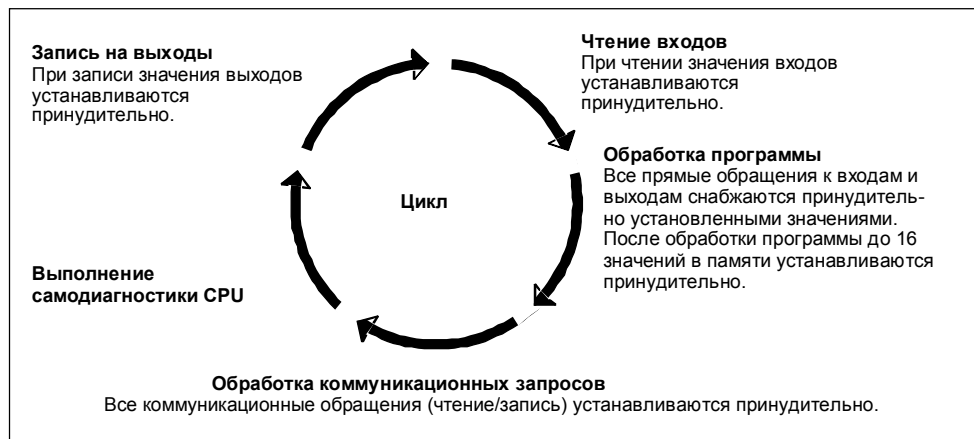 Запись на выходы
При записи значения выходов
устанавливаются
принудительно.
Чтение входов
При чтении значения входов
устанавливаются
принудительно.
Обработка программы
Все прямые обращения к входам и
выходам снабжаются принудитель-
но установленными значениями.
После обработки программы до 16
значений в памяти устанавливаются
принудительно.
Цикл
Выполнение
самодиагностики CPU
Обработка коммуникационных запросов
Все коммуникационные обращения (чтение/запись) устанавливаются принудительно.